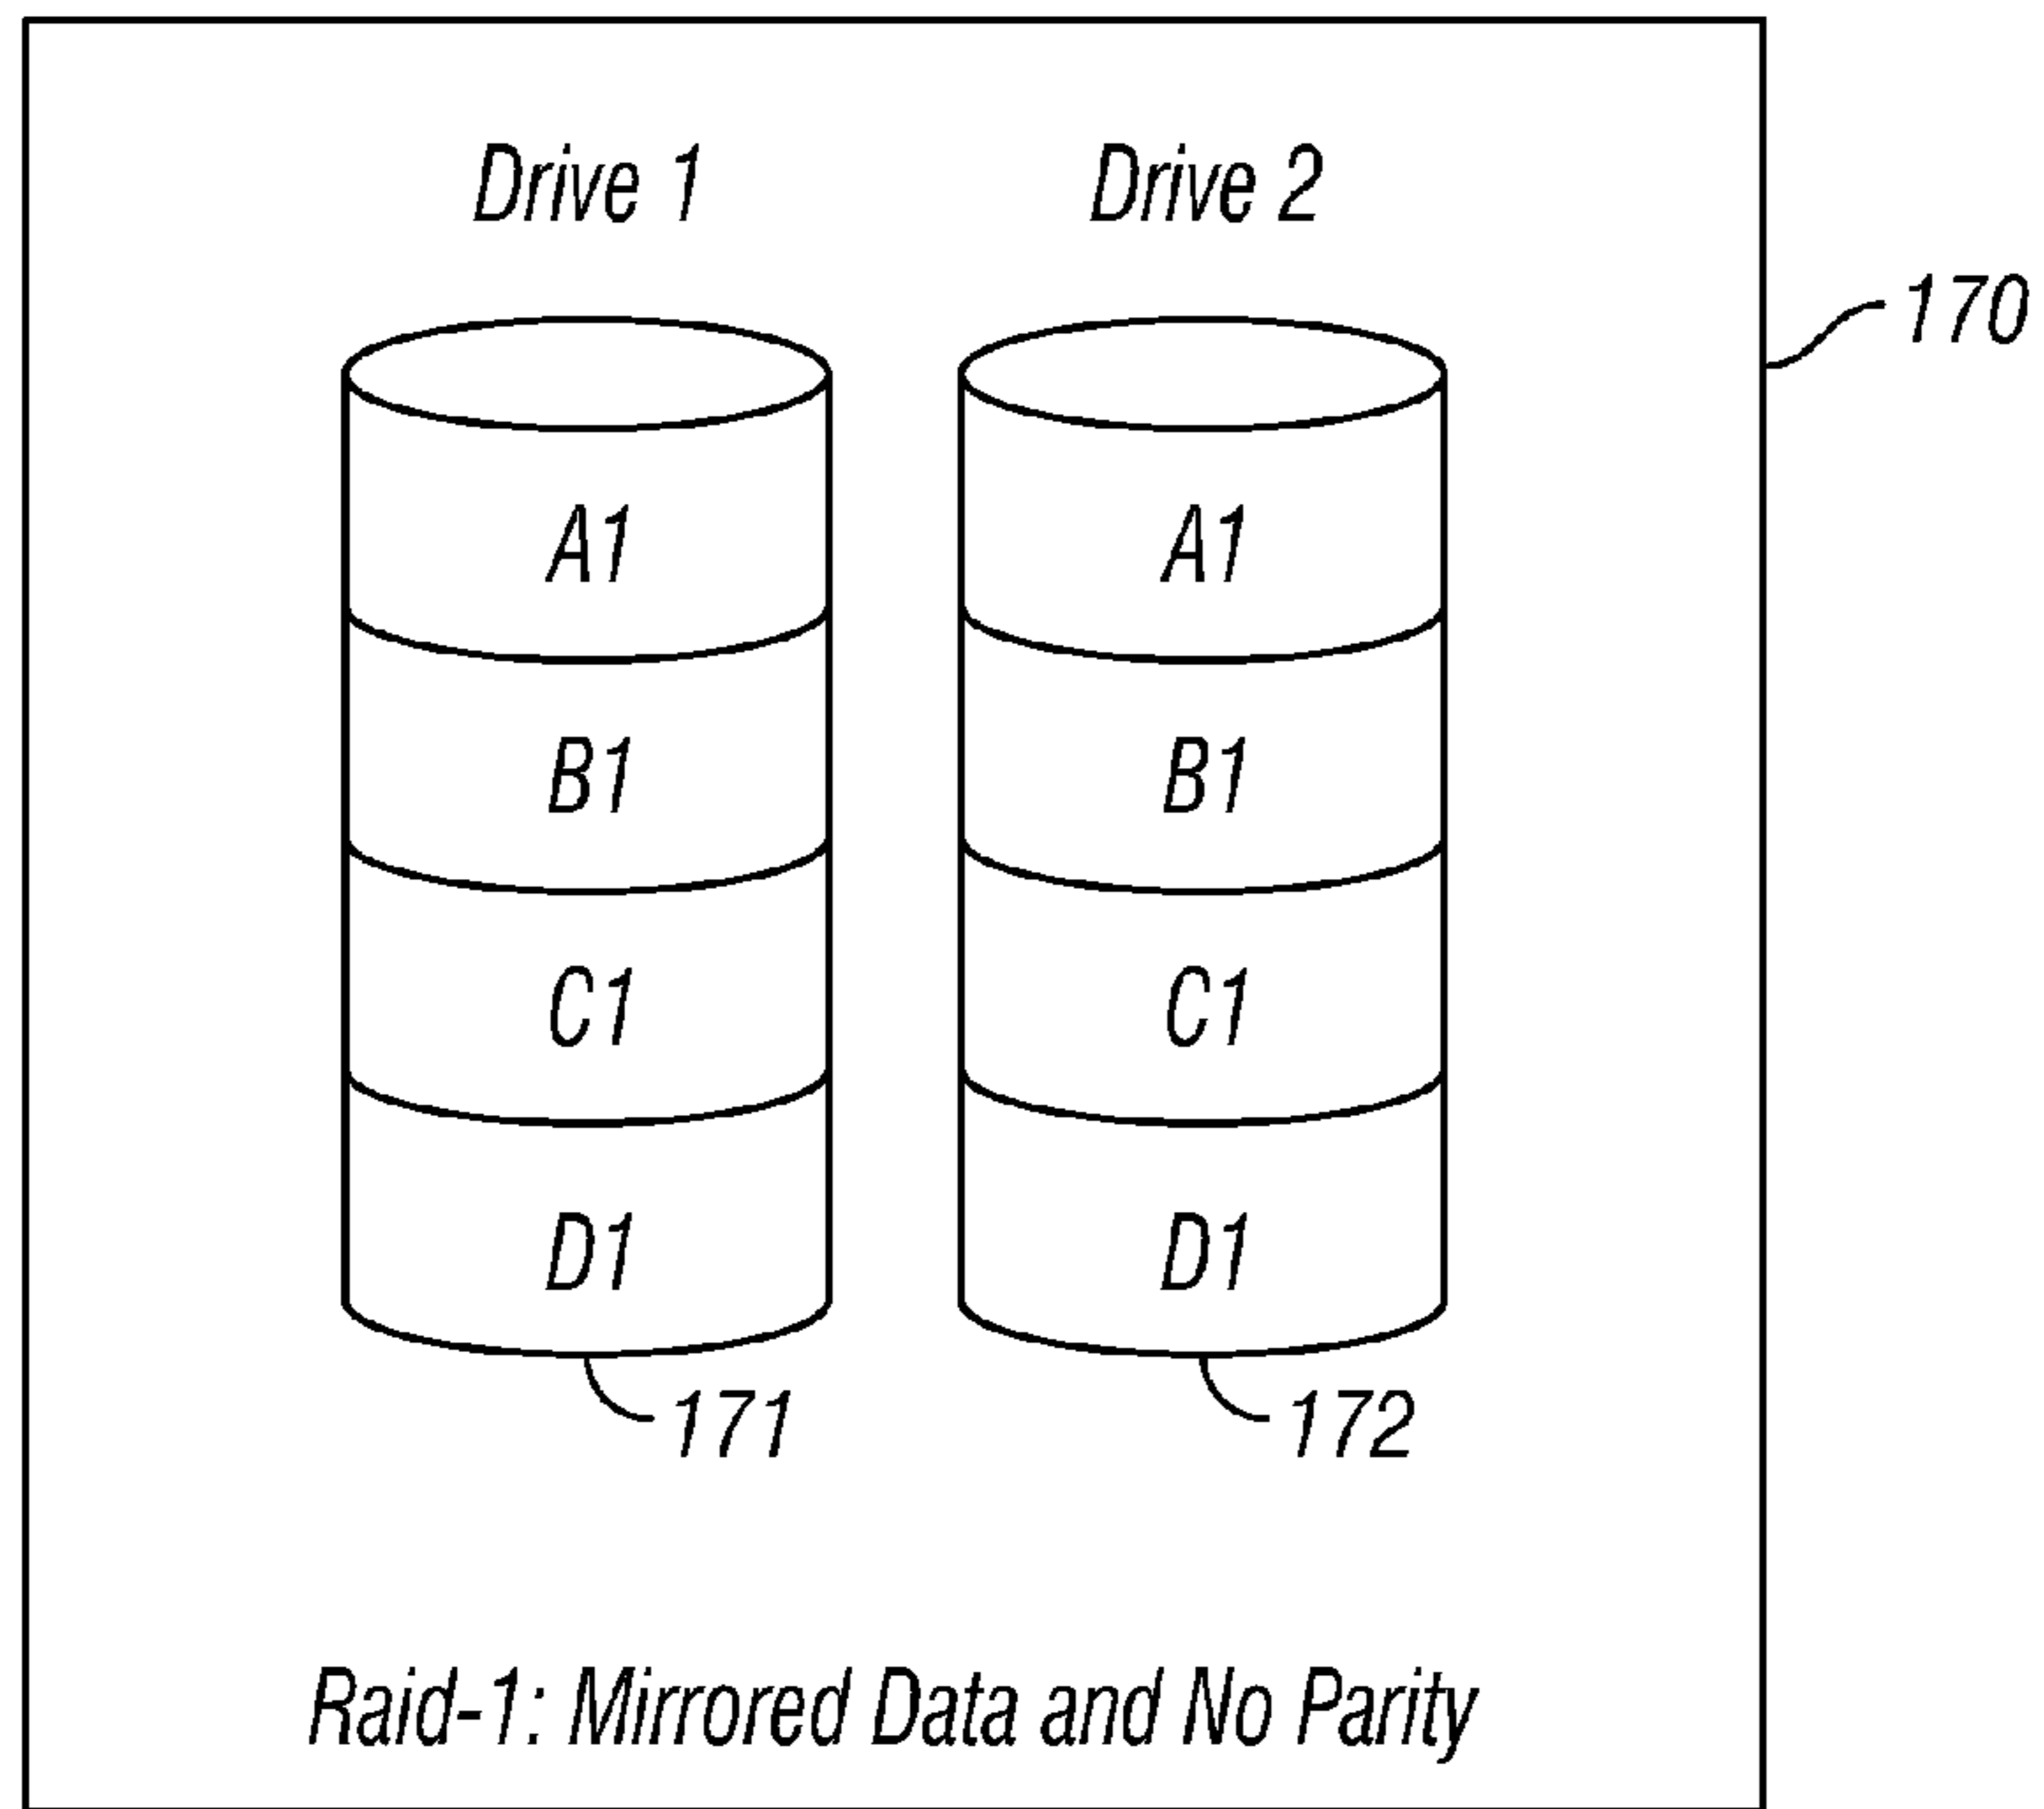 Drive 1 Drive 2
170
A1 A1
B1 B1
C1 C1
D1 D1
171 172
Raid-1: Mirrored Data and No Parity